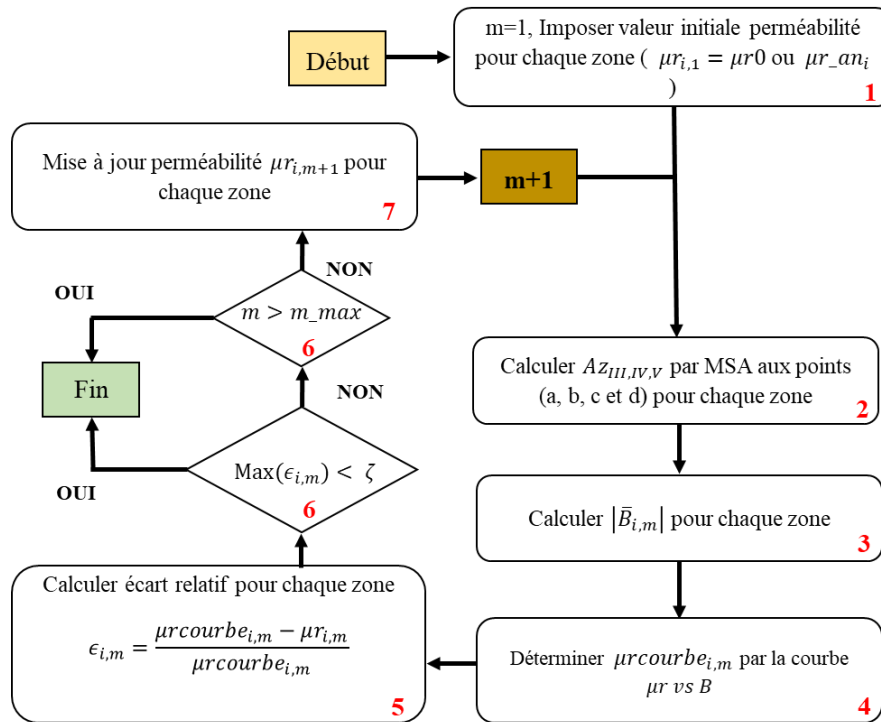 Début
m=1, Imposer valeur initiale perméabilité
pour chaque zone ( μr_{i,1} = μr0 ou μr_an_i
)
1
Mise à jour perméabilité μr_{i,m+1} pour
chaque zone
7
m+1
NON
OUI
m > m_max
6
Fin
NON
OUI
Max(ϵ_{i,m}) < ζ
6
Calculer Az_{III,IV,V} par MSA aux points
(a, b, c et d) pour chaque zone
2
Calculer |B̄_{i,m}| pour chaque zone
3
Déterminer μrcourbe_{i,m} par la courbe
μr vs B
4
Calculer écart relatif pour chaque zone
ϵ_{i,m} = \frac{μrcourbe_{i,m} − μr_{i,m}}{μrcourbe_{i,m}}
5